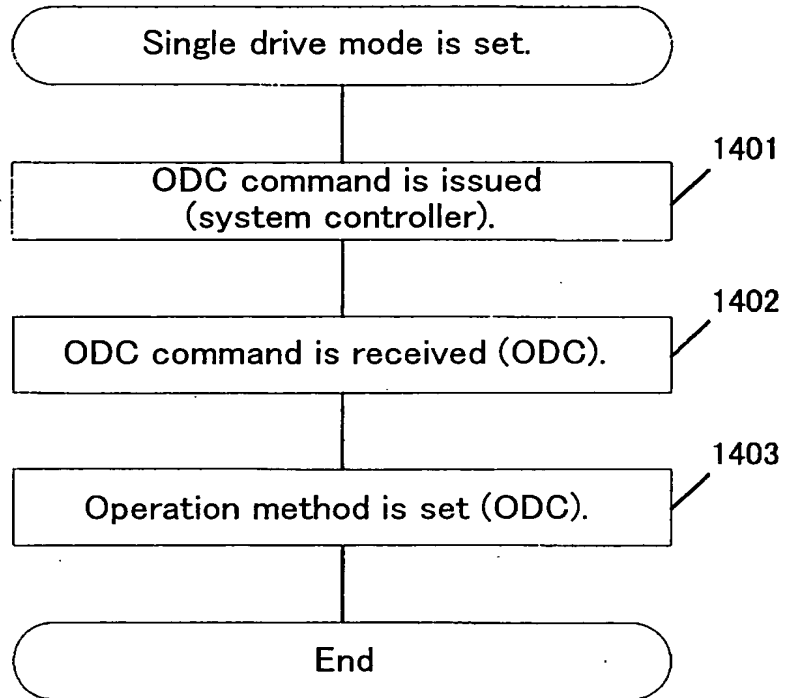 Single drive mode is set.
1401
ODC command is issued
(system controller).
1402
ODC command is received (ODC).
1403
Operation method is set (ODC).
End